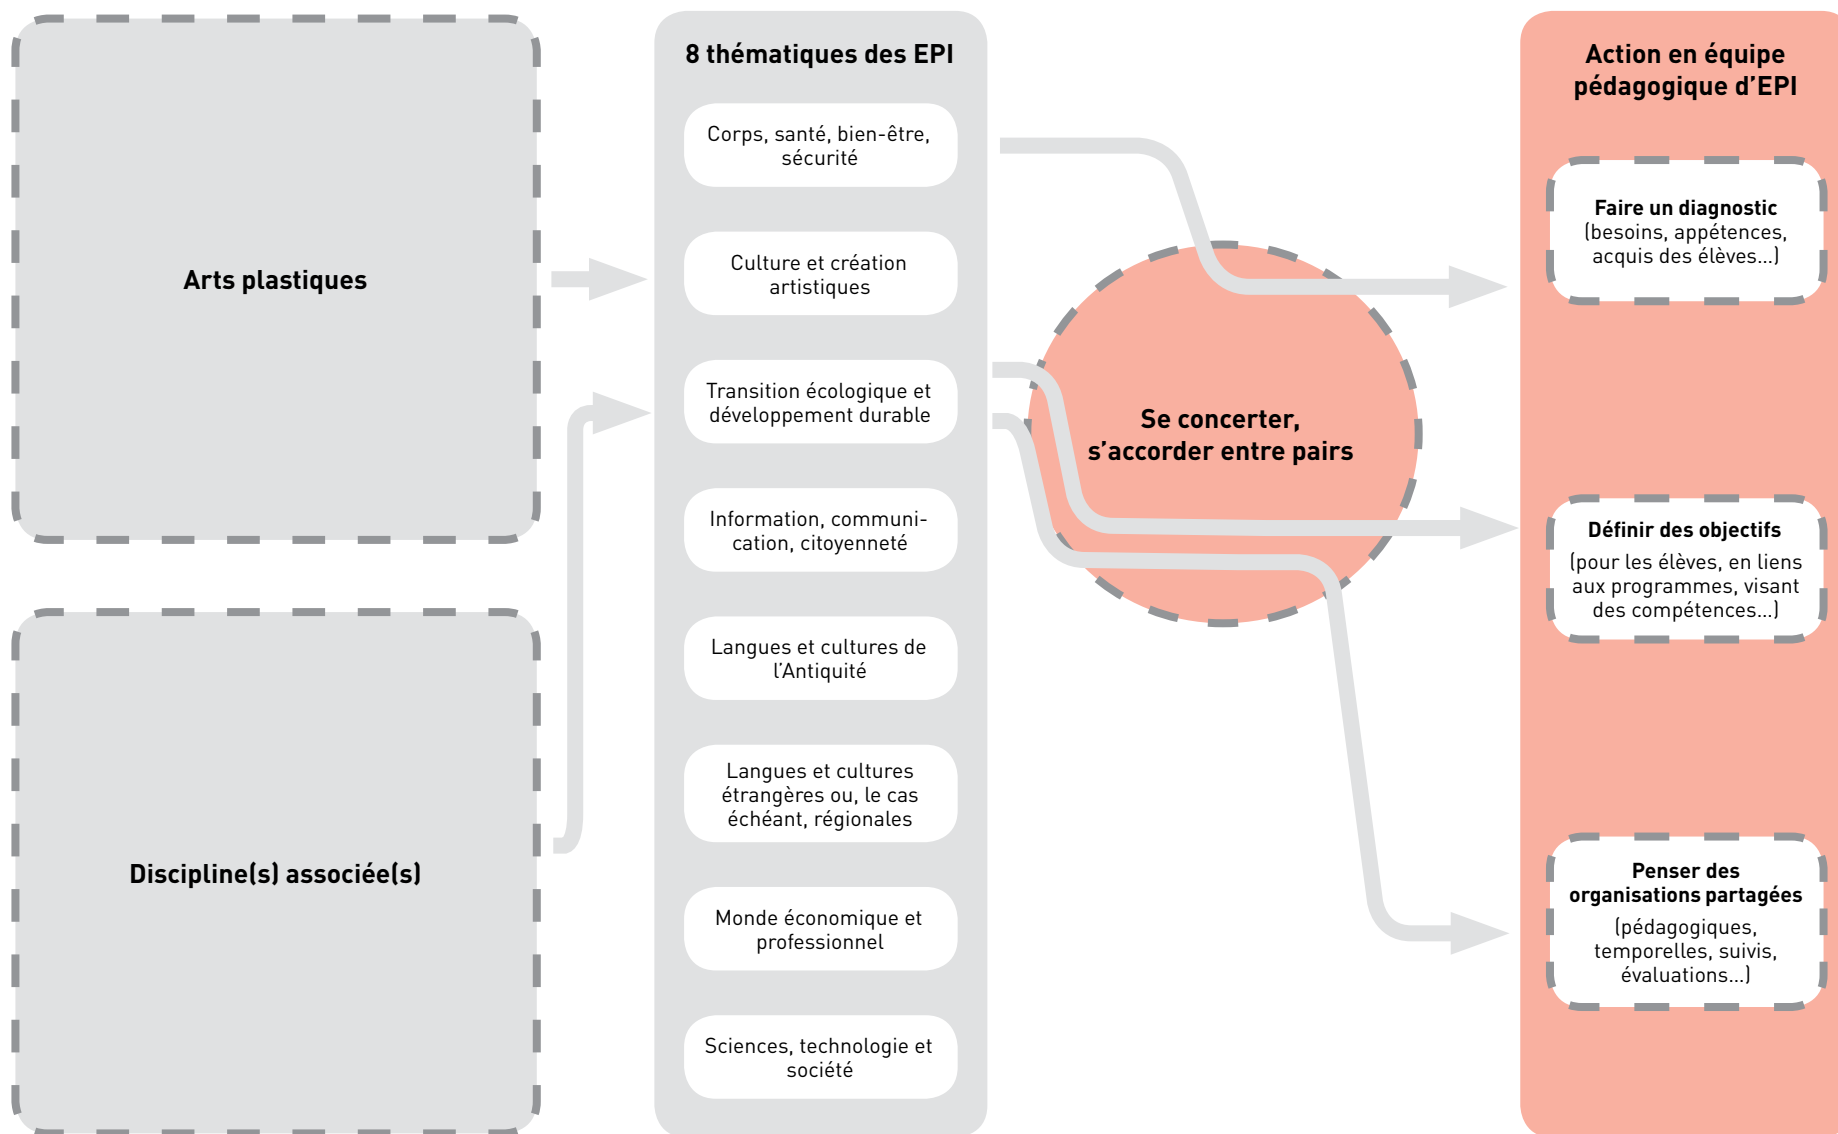 Arts plastiques
Discipline(s) associée(s)
8 thématiques des EPI
Corps, santé, bien-être,
sécurité
Culture et création
artistiques
Transition écologique et
développement durable
Information, communi-
cation, citoyenneté
Langues et cultures de
l’Antiquité
Langues et cultures
étrangères ou, le cas
échéant, régionales
Monde économique et
professionnel
Sciences, technologie et
société
Se concerter,
s’accorder entre pairs
Action en équipe
pédagogique d’EPI
Faire un diagnostic
(besoins, appétences,
acquis des élèves...)
Définir des objectifs
(pour les élèves, en liens
aux programmes, visant
des compétences...)
Penser des
organisations partagées
(pédagogiques,
temporelles, suivis,
évaluations...)